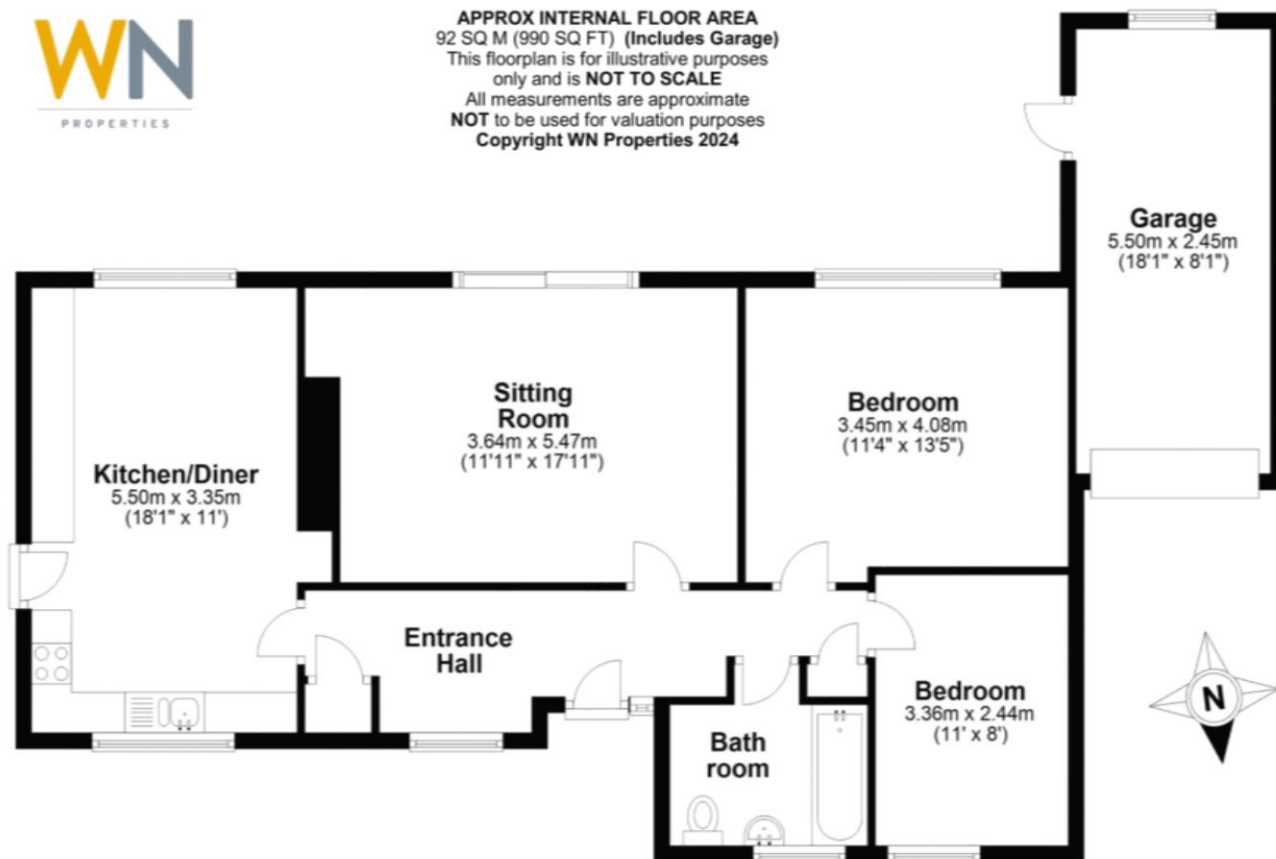 WN
PROPERTIES
APPROX INTERNAL FLOOR AREA
92 SQ M (990 SQ FT) (Includes Garage)
This floorplan is for illustrative purposes
only and is NOT TO SCALE
All measurements are approximate
NOT to be used for valuation purposes
Copyright WN Properties 2024
Garage
5.50m x 2.45m
(18'1" x 8'1")
Sitting
Room
3.64m x 5.47m
(11'11" x 17'11")
Bedroom
3.45m x 4.08m
(11'4" x 13'5")
Kitchen/Diner
5.50m x 3.35m
(18'1" x 11')
Entrance
Hall
Bedroom
3.36m x 2.44m
(11' x 8')
Bath
room
N